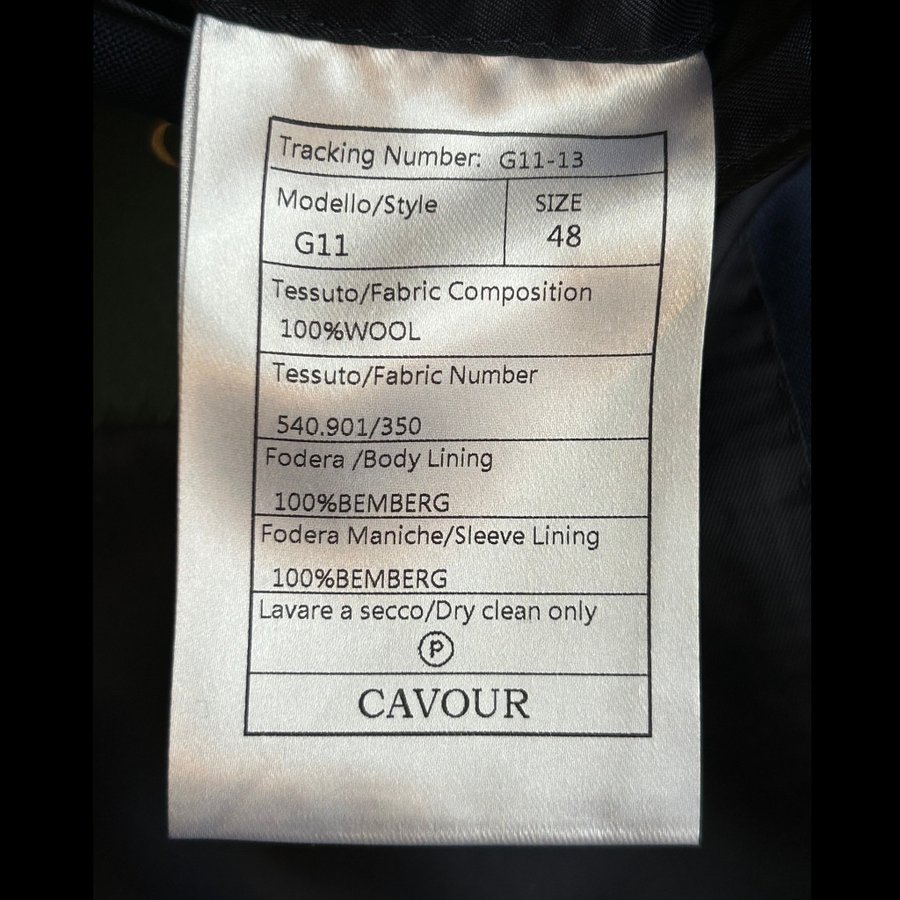 Tracking Number: G11-13
Modello/Style
G11
SIZE
48
Tessuto/Fabric Composition
100%WOOL
Tessuto/Fabric Number
540.901/350
Fodera /Body Lining
100%BEMBERG
Fodera Maniche/Sleeve Lining
100%BEMBERG
Lavare a secco/Dry clean only
P
CAVOUR